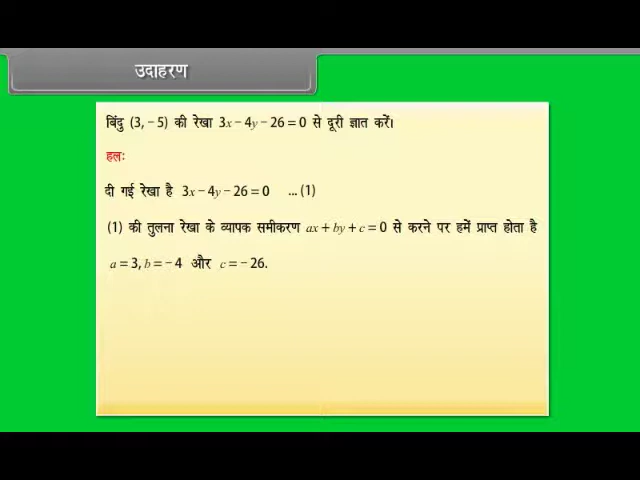 उदाहरण
बिंदु (3, − 5) की रेखा 3x − 4y − 26 = 0 से दूरी ज्ञात करें।
हलः
दी गई रेखा है 3x − 4y − 26 = 0 ... (1)
(1) की तुलना रेखा के व्यापक समीकरण ax + by + c = 0 से करने पर हमें प्राप्त होता है
a = 3, b = − 4 और c = − 26.